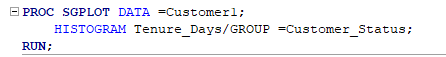 PROC SGPLOT DATA =Customer1;
HISTOGRAM Tenure_Days/GROUP =Customer_Status;
RUN;